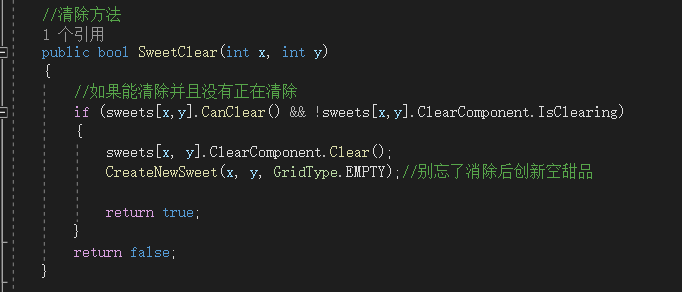 //清除方法
1 个引用
public bool SweetClear(int x, int y)
{
//如果能清除并且没有正在清除
if (sweets[x,y].CanClear() && !sweets[x,y].ClearComponent.IsClearing)
{
sweets[x, y].ClearComponent.Clear();
CreateNewSweet(x, y, GridType.EMPTY);//别忘了消除后创新空甜品
return true;
}
return false;
}